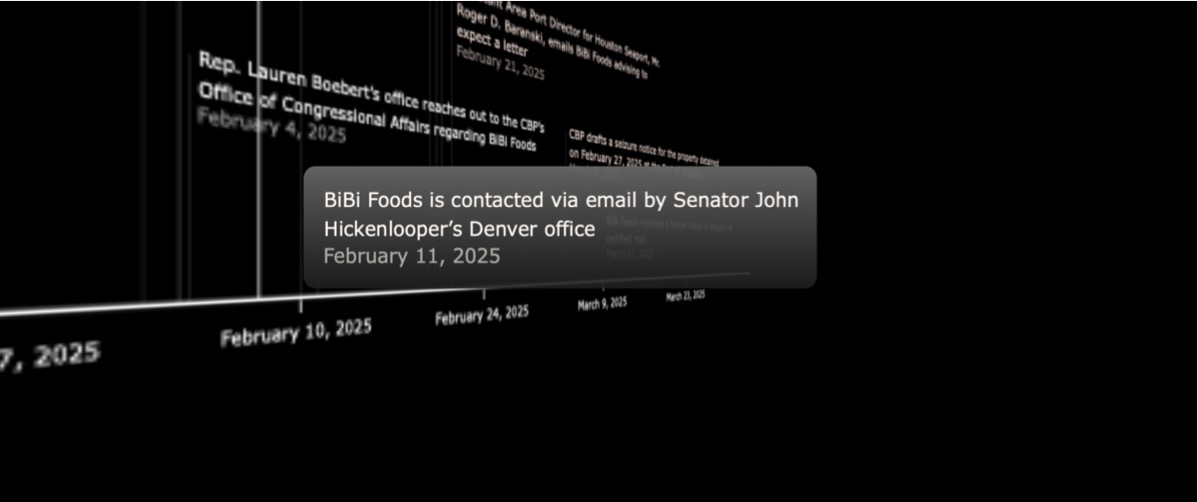 ant Area Port Director for Houston Seaport, Mr.
Roger D. Baranski, emails BiBi Foods advising to
expect a letter
February 21, 2025
Rep. Lauren Boebert's office reaches out to the CBP's
Office of Congressional Affairs regarding BiBi Foods
February 4, 2025
CBP drafts a seizure notice for the property detained
on February 27, 2025 at the
BiBi Foods is contacted via email by Senator John
Hickenlooper’s Denver office
February 11, 2025
7, 2025
February 10, 2025
February 24, 2025
March 9, 2025
March 23, 2025